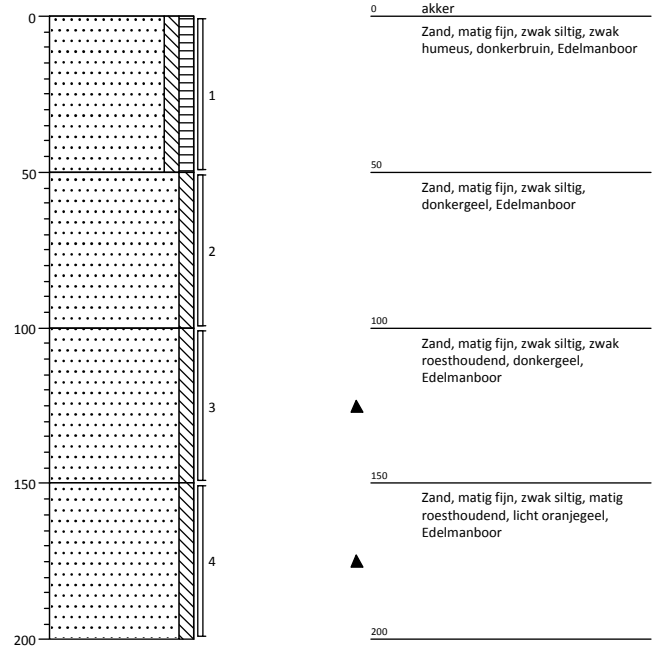 0
50
100
150
200
1
2
3
4
0 akker
Zand, matig fijn, zwak siltig, zwak
humeus, donkerbruin, Edelmanboor
50
Zand, matig fijn, zwak siltig,
donkergeel, Edelmanboor
100
Zand, matig fijn, zwak siltig, zwak
roesthoudend, donkergeel,
Edelmanboor
150
Zand, matig fijn, zwak siltig, matig
roesthoudend, licht oranjegeel,
Edelmanboor
200